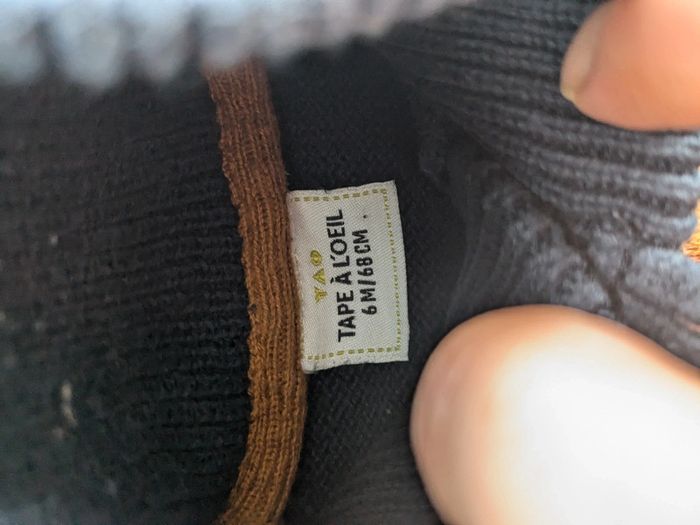 TAO
TAPE À L'OEIL
6 M/68 CM